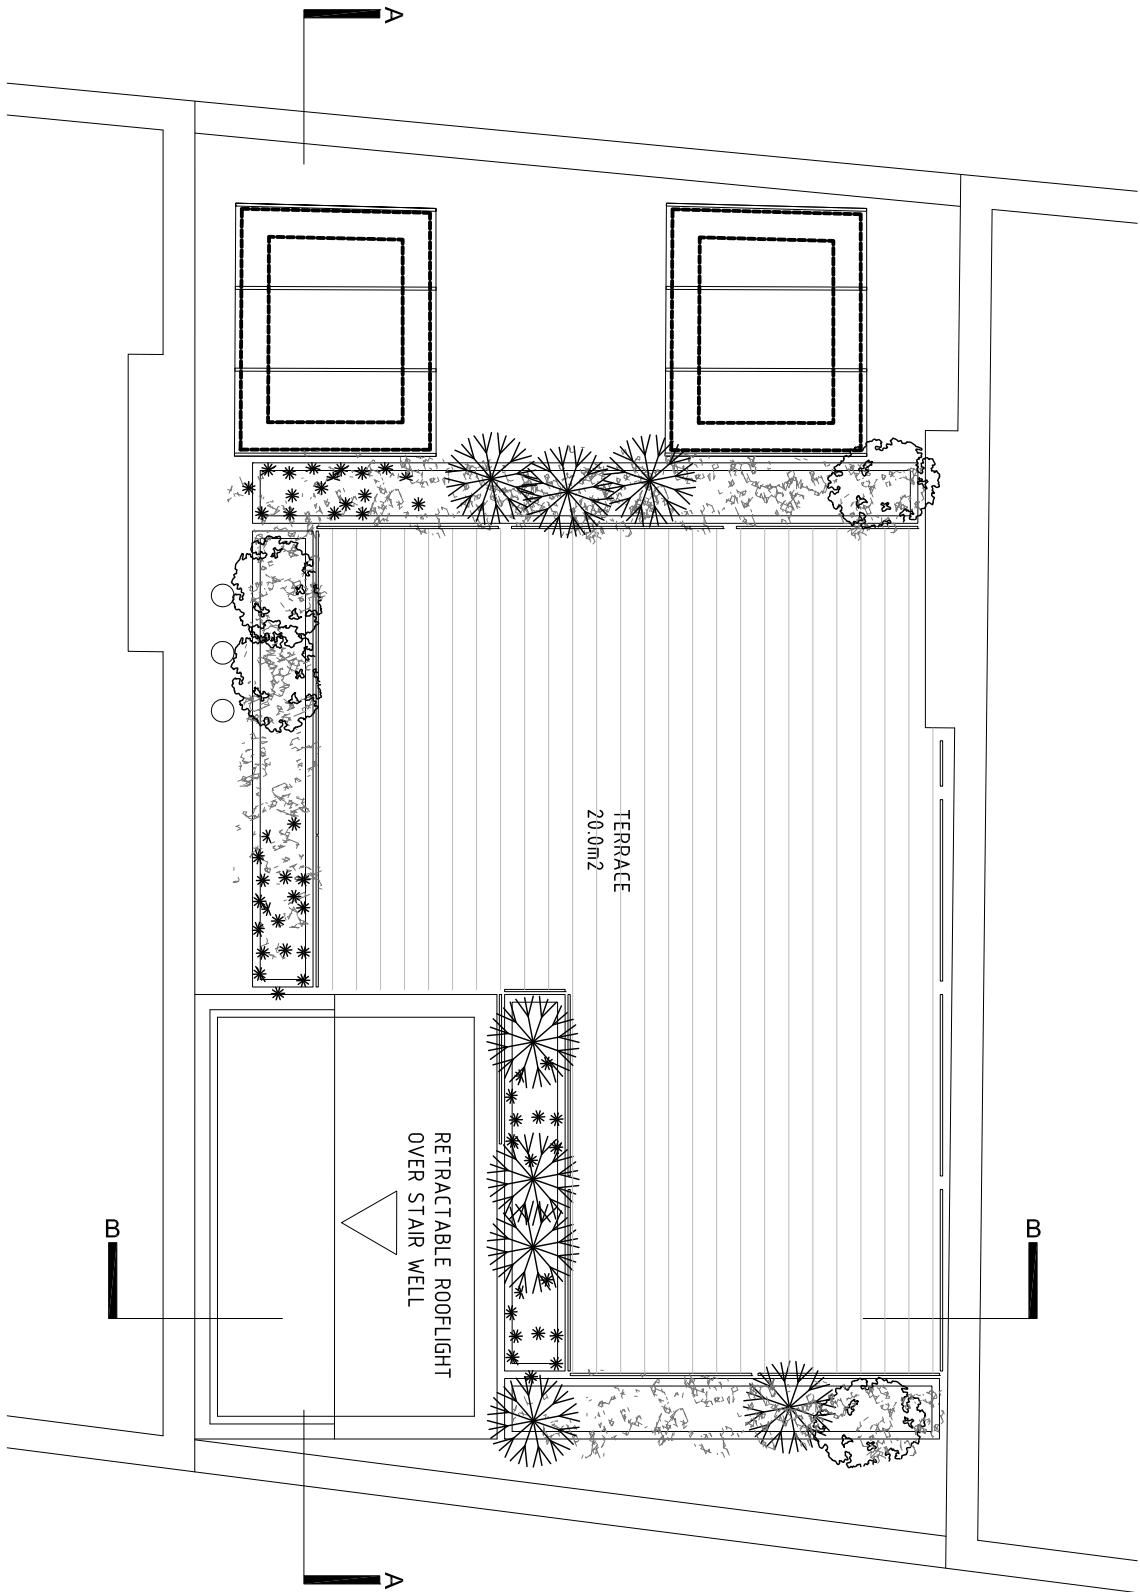 A
TERRACE
20.0m2
RETRACTABLE ROOFLIGHT
OVER STAIR WELL
B
B
A